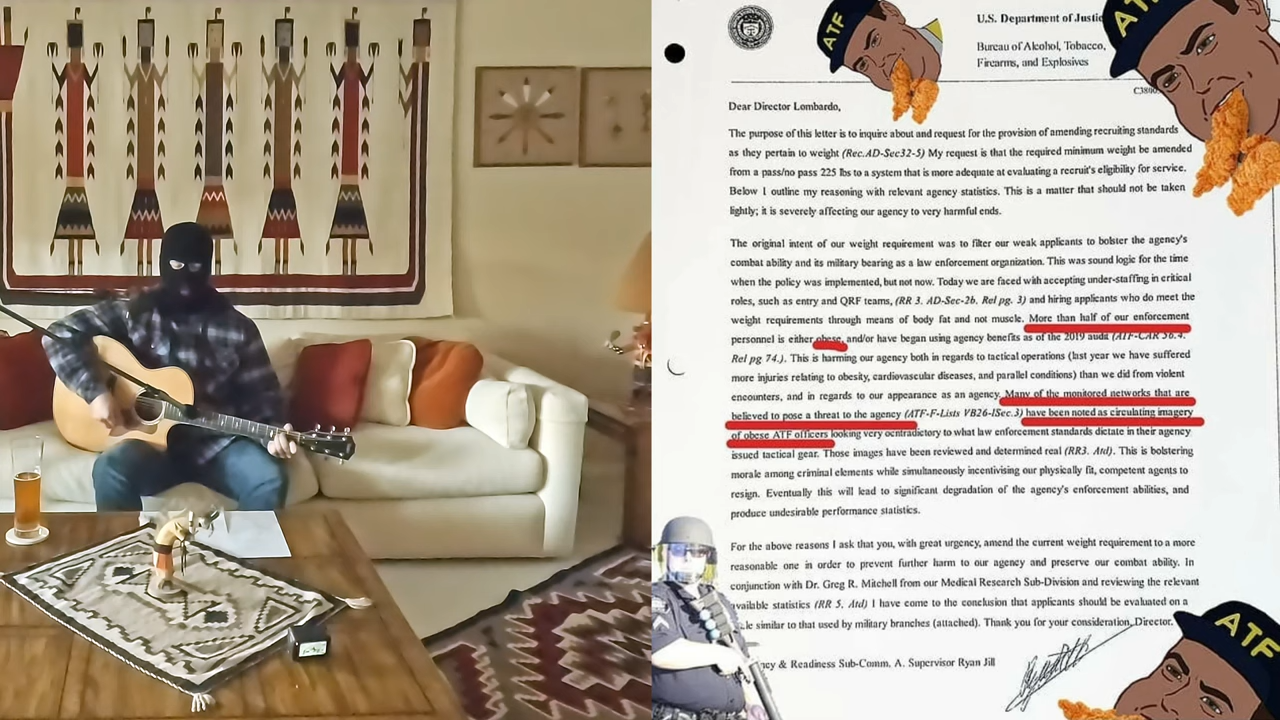 ATF
ATF
U.S. Department of Justic
Bureau of Alcohol, Tobacco,
Firearms, and Explosives
Dear Director Lombardo,
The purpose of this letter is to inquire about and request for the provision of amending recruiting standards
as they pertain to weight (Rec.AD-Sec32-5) My request is that the required minimum weight be amended
from a pass/no pass 225 lbs to a system that is more adequate at evaluating a recruit's eligibility for service.
Below I outline my reasoning with relevant agency statistics. This is a matter that should not be taken
lightly; it is severely affecting our agency to very harmful ends.
The original intent of our weight requirement was to filter our weak applicants to bolster the agency's
combat ability and its military bearing as a law enforcement organization. This was sound logic for the time
when the policy was implemented, but not now. Today we are faced with accepting under-staffing in critical
roles, such as entry and QRF teams, (RR 3. AD-Sec-2b. Rel pg. 3) and hiring applicants who do meet the
weight requirements through means of body fat and not muscle. More than half of our enforcement
personnel is either obese, and/or have began using agency benefits as of the 2019 audit (ATF-CAR 56.4.
Rel pg 74.). This is harming our agency both in regards to tactical operations (last year we have suffered
more injuries relating to obesity, cardiovascular diseases, and parallel conditions) than we did from violent
encounters, and in regards to our appearance as an agency. Many of the monitored networks that are
believed to pose a threat to the agency (ATF-F-Lists VB26-ISec.3) have been noted as circulating imagery
of obese ATF officers looking very contradictory to what law enforcement standards dictate in their agency
issued tactical gear. Those images have been reviewed and determined real (RR3. Atd). This is bolstering
morale among criminal elements while simultaneously incentivising our physically fit, competent agents to
resign. Eventually this will lead to significant degradation of the agency's enforcement abilities, and
produce undesirable performance statistics.
For the above reasons I ask that you, with great urgency, amend the current weight requirement to a more
reasonable one in order to prevent further harm to our agency and preserve our combat ability. In
conjunction with Dr. Greg R. Mitchell from our Medical Research Sub-Division and reviewing the relevant
available statistics (RR 5. Atd) I have come to the conclusion that applicants should be evaluated on a
le similar to that used by military branches (attached). Thank you for your consideration, Director.
cy & Readiness Sub-Comm. A. Supervisor Ryan Jill
ATF